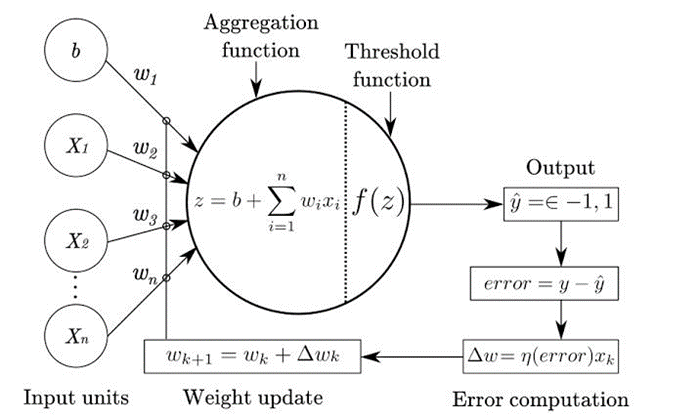 Aggregation
function
Threshold
function
b
w₁
X₁
w₂
X₂
w₃
⋮
Xₙ
wₙ
z = b + ∑ⁿᵢ₌₁ wᵢxᵢ
f(z)
Output
ŷ =∈ −1, 1
error = y − ŷ
Δw= η(error)xₖ
wₖ₊₁ = wₖ + Δwₖ
Input units
Weight update
Error computation